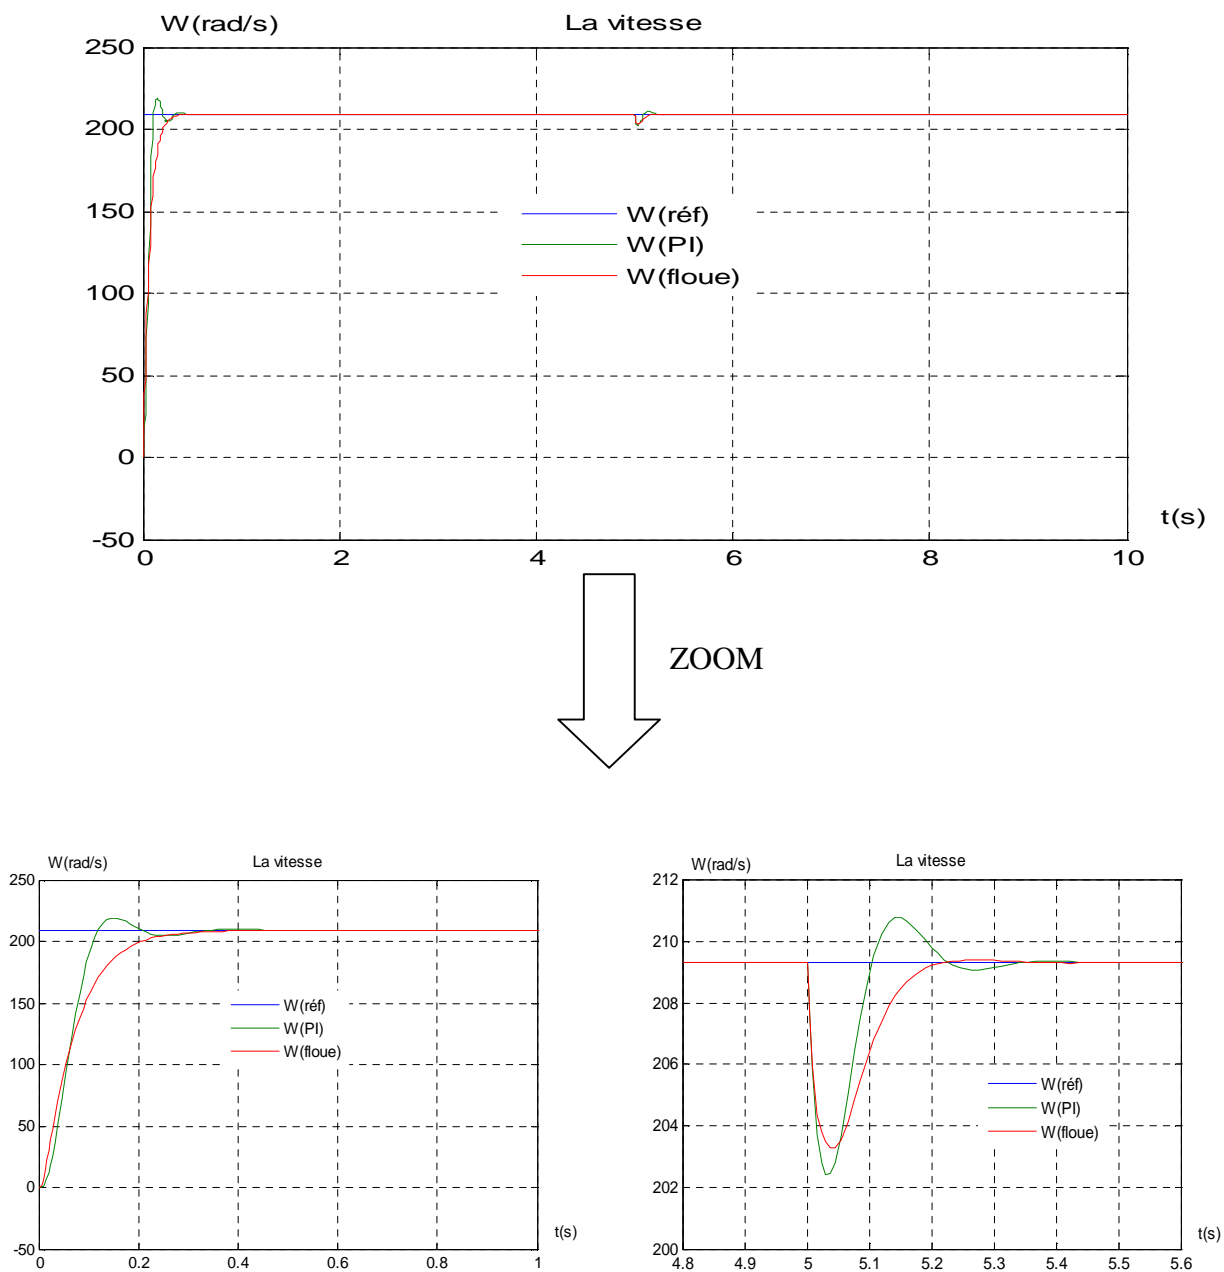 W(rad/s) La vitesse
250
200
150
100
50
0
-50
W(réf)
W(PI)
W(floue)
t(s)
0 2 4 6 8 10
ZOOM
W(rad/s) La vitesse
250
200
150
100
50
0
-50
W(réf)
W(PI)
W(floue)
t(s)
0 0.2 0.4 0.6 0.8 1
W(rad/s) La vitesse
212
210
208
206
204
202
200
W(réf)
W(PI)
W(floue)
t(s)
4.8 4.9 5 5.1 5.2 5.3 5.4 5.5 5.6